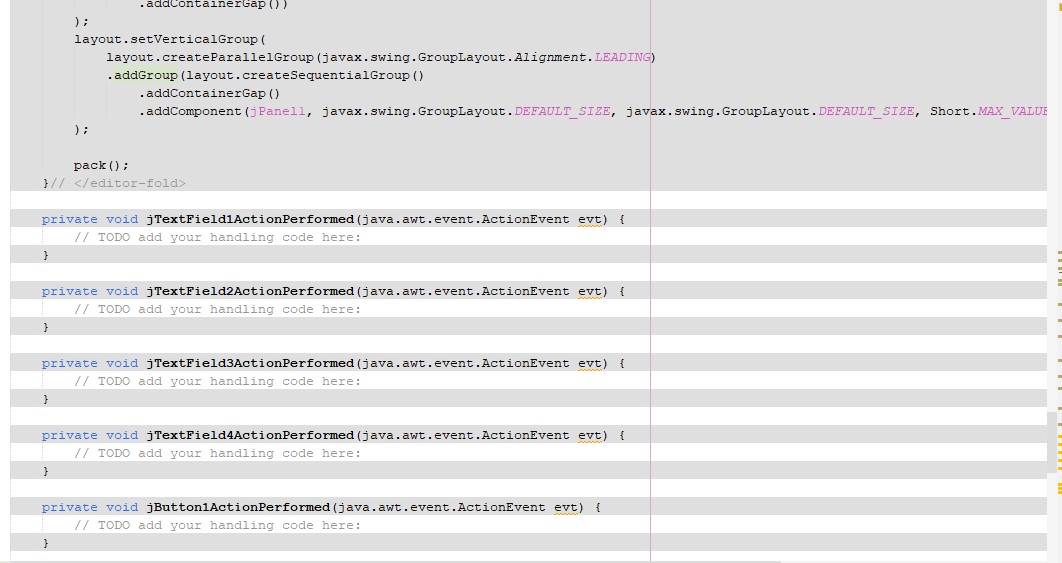 .addContainerGap())
);
layout.setVerticalGroup(
layout.createParallelGroup(javax.swing.GroupLayout.Alignment.LEADING)
.addGroup(layout.createSequentialGroup()
.addContainerGap()
.addComponent(jPanel1, javax.swing.GroupLayout.DEFAULT_SIZE, javax.swing.GroupLayout.DEFAULT_SIZE, Short.MAX_VALUE
);
pack();
}// </editor-fold>
private void jTextField1ActionPerformed(java.awt.event.ActionEvent evt) {
// TODO add your handling code here:
}
private void jTextField2ActionPerformed(java.awt.event.ActionEvent evt) {
// TODO add your handling code here:
}
private void jTextField3ActionPerformed(java.awt.event.ActionEvent evt) {
// TODO add your handling code here:
}
private void jTextField4ActionPerformed(java.awt.event.ActionEvent evt) {
// TODO add your handling code here:
}
private void jButton1ActionPerformed(java.awt.event.ActionEvent evt) {
// TODO add your handling code here:
}